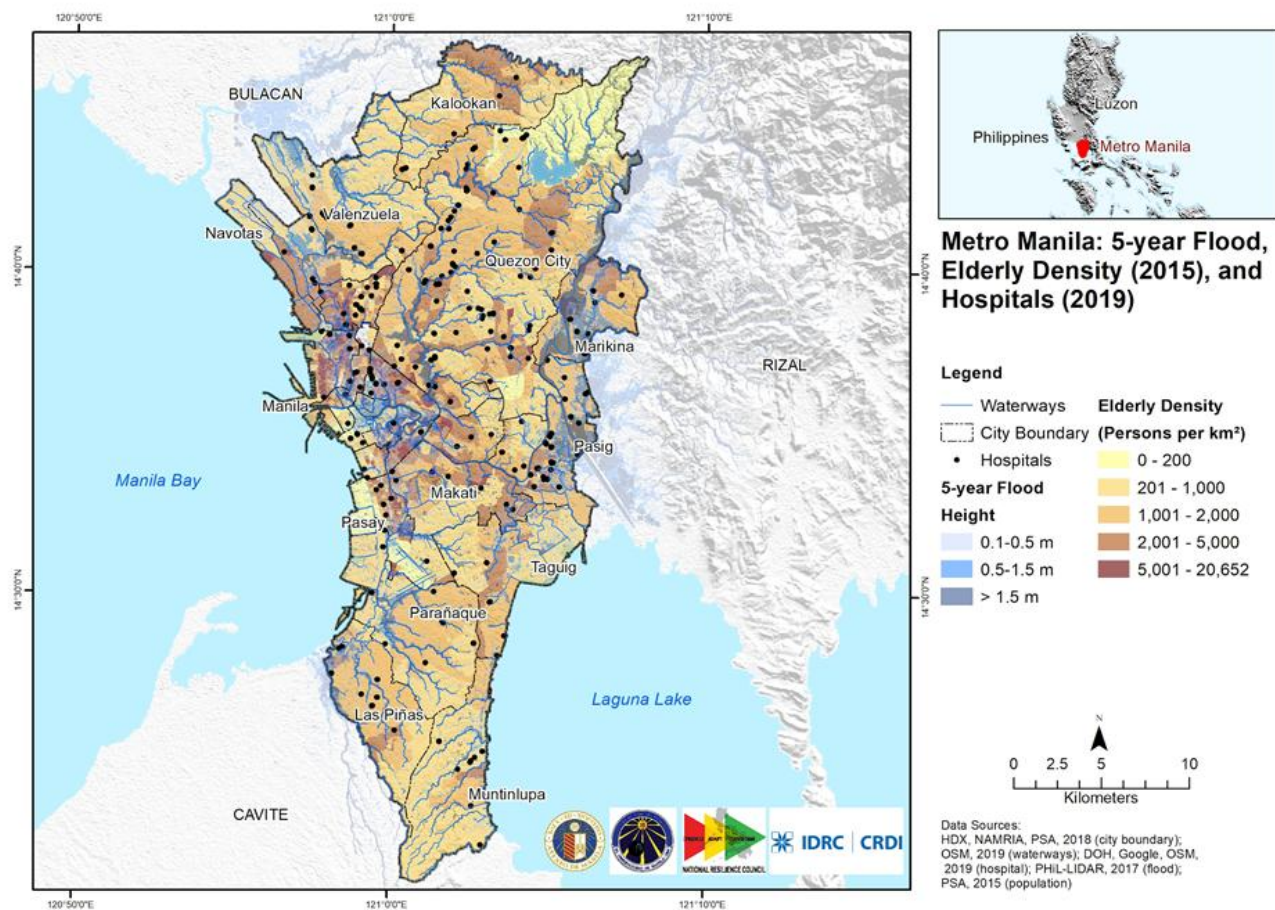 120°50'0"E
121°0'0"E
121°10'0"E
14°40'0"N
14°30'0"N
BULACAN
Kalookan
Valenzuela
Navotas
Quezon City
Marikina
RIZAL
Manila
Pasig
Manila Bay
Makati
Pasay
Taguig
Parañaque
Laguna Lake
Las Piñas
Muntinlupa
CAVITE
NATIONAL RESILIENCE COUNCIL
IDRC | CRDI
120°50'0"E
121°0'0"E
121°10'0"E
14°40'0"N
14°30'0"N
Luzon
Philippines
Metro Manila
Metro Manila: 5-year Flood,
Elderly Density (2015), and
Hospitals (2019)
Legend
Waterways
City Boundary
Hospitals
5-year Flood
Height
0.1-0.5 m
0.5-1.5 m
> 1.5 m
Elderly Density
(Persons per km²)
0 - 200
201 - 1,000
1,001 - 2,000
2,001 - 5,000
5,001 - 20,652
N
0 2.5 5 10
Kilometers
Data Sources:
HDX, NAMRIA, PSA, 2018 (city boundary);
OSM, 2019 (waterways); DOH, Google, OSM,
2019 (hospital); PHiL-LIDAR, 2017 (flood);
PSA, 2015 (population)